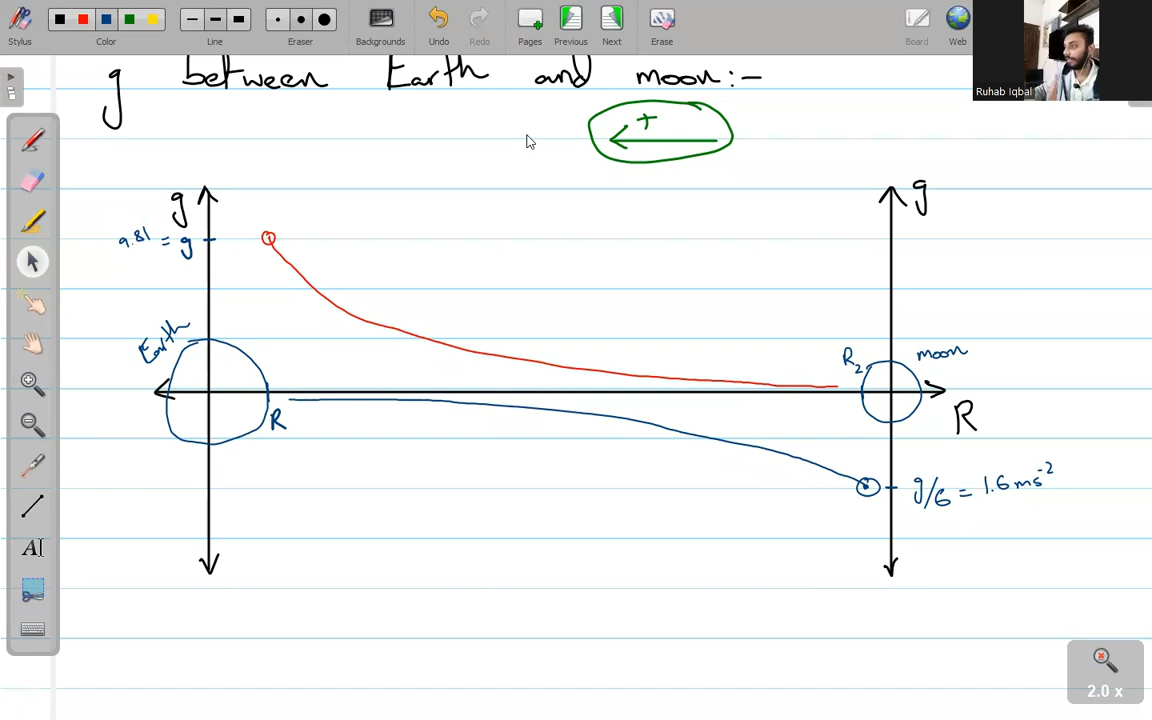 Stylus Color Line Eraser Backgrounds Undo Redo Pages Previous Next Erase Board Web
Ruhab Iqbal
g between Earth and moon:-
+
g
g
9.81 = g
Earth
R₂
moon
R
R
g/6 = 1.6 ms⁻²
A
2.0 x